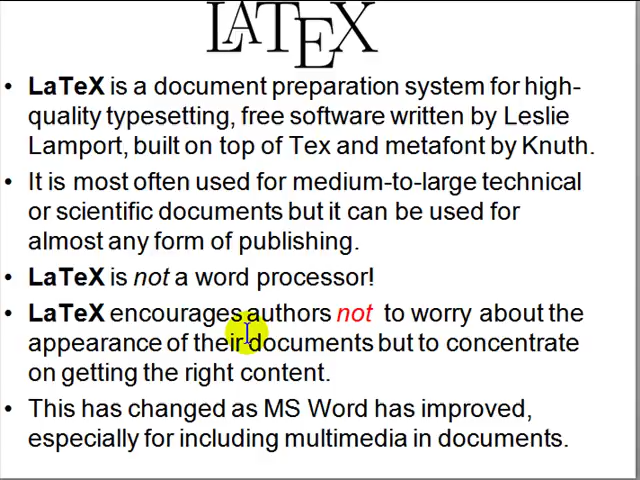 LATEX
• LaTeX is a document preparation system for high-
quality typesetting, free software written by Leslie
Lamport, built on top of Tex and metafont by Knuth.
• It is most often used for medium-to-large technical
or scientific documents but it can be used for
almost any form of publishing.
• LaTeX is not a word processor!
• LaTeX encourages authors not to worry about the
appearance of their documents but to concentrate
on getting the right content.
• This has changed as MS Word has improved,
especially for including multimedia in documents.